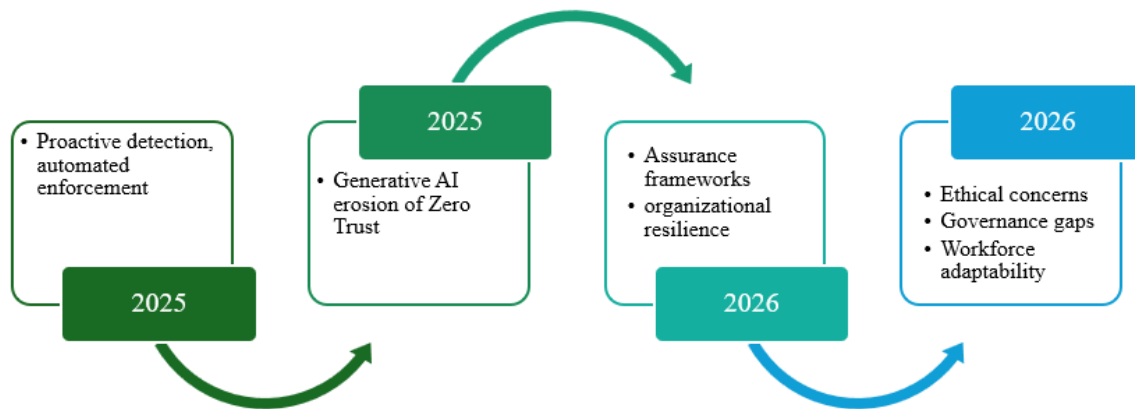 • Proactive detection,
automated
enforcement
2025
2025
• Generative AI
erosion of Zero
Trust
• Assurance
frameworks
• organizational
resilience
2026
2026
• Ethical concerns
• Governance gaps
• Workforce
adaptability